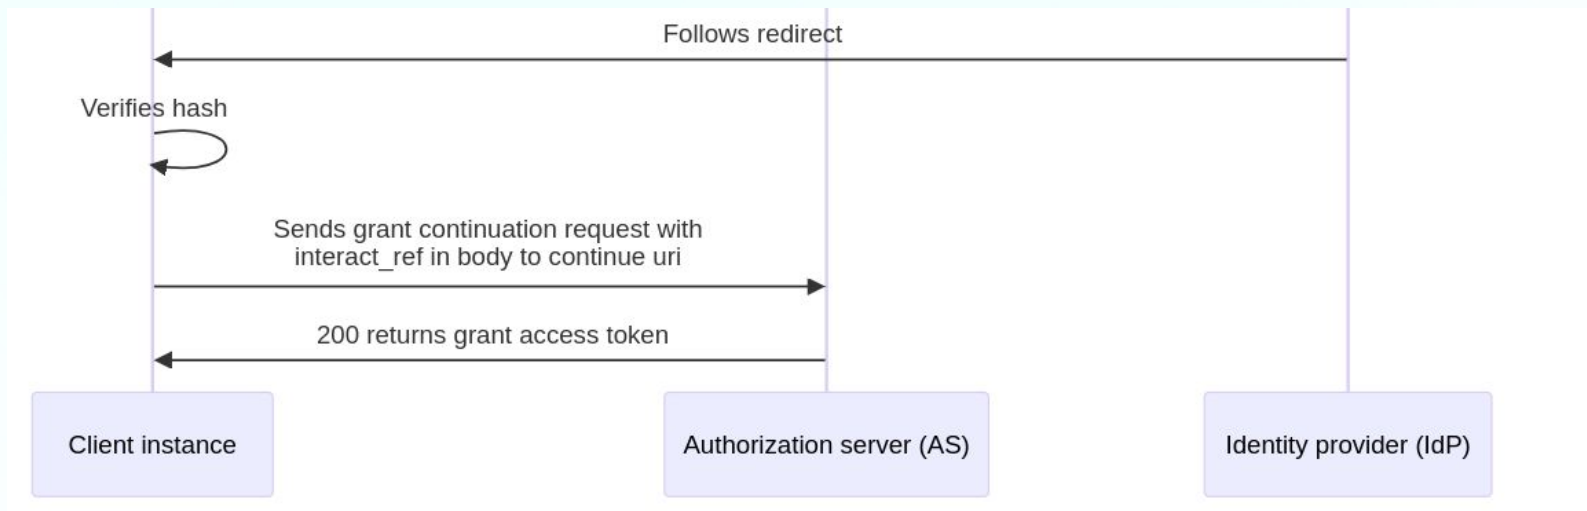 Follows redirect
Verifies hash
Sends grant continuation request with
interact_ref in body to continue uri
200 returns grant access token
Client instance
Authorization server (AS)
Identity provider (IdP)